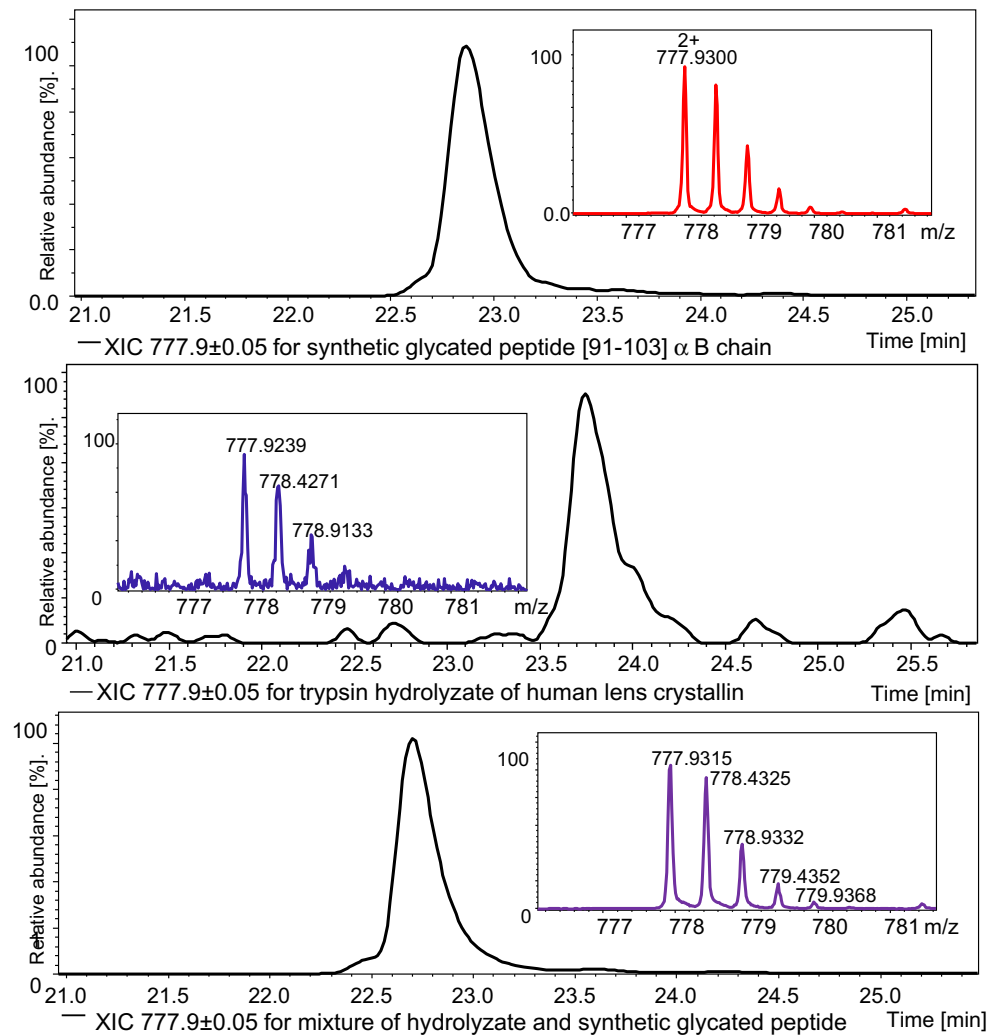 Relative abundance [%].
100
0.0
21.0 21.5 22.0 22.5 23.0 23.5 24.0 24.5 25.0
Time [min]
2+
777.9300
100
0.0
777 778 779 780 781 m/z
— XIC 777.9±0.05 for synthetic glycated peptide [91-103] α B chain
Relative abundance [%].
100
0
777.9239
778.4271
778.9133
100
0
777 778 779 780 781 m/z
21.0 21.5 22.0 22.5 23.0 23.5 24.0 24.5 25.0 25.5
Time [min]
— XIC 777.9±0.05 for trypsin hydrolyzate of human lens crystallin
Relative abundance [%].
100
0
777.9315
778.4325
778.9332
779.4352
779.9368
100
0
777 778 779 780 781 m/z
21.0 21.5 22.0 22.5 23.0 23.5 24.0 24.5 25.0
Time [min]
— XIC 777.9±0.05 for mixture of hydrolyzate and synthetic glycated peptide